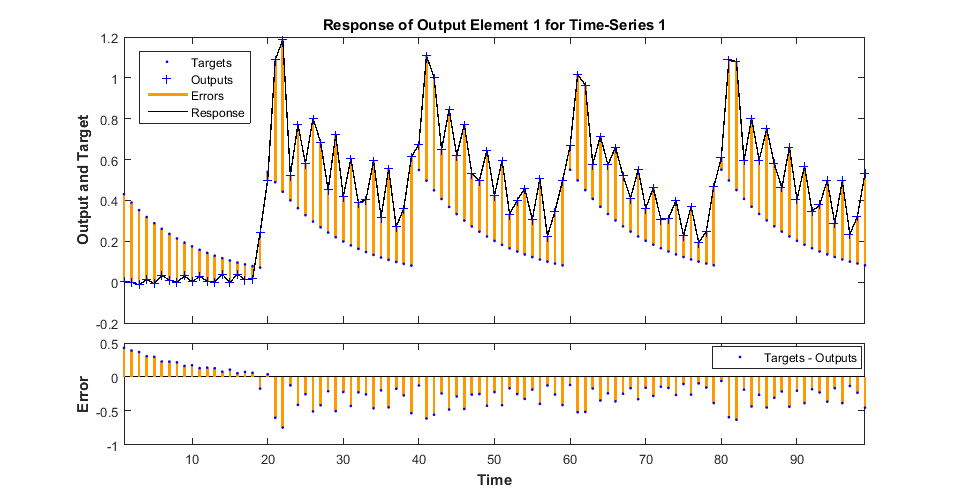 Response of Output Element 1 for Time-Series 1
Output and Target
1.2
1
0.8
0.6
0.4
0.2
0
-0.2
Targets
Outputs
Errors
Response
Error
0.5
0
-0.5
-1
Targets - Outputs
10 20 30 40 50 60 70 80 90
Time